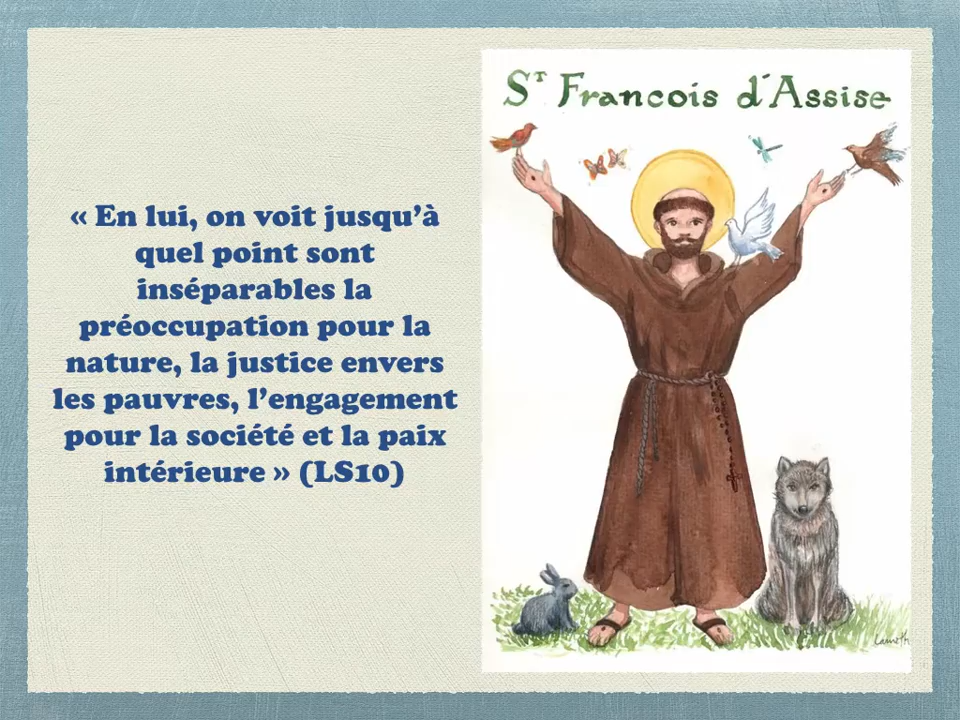 « En lui, on voit jusqu’à
quel point sont
inséparables la
préoccupation pour la
nature, la justice envers
les pauvres, l’engagement
pour la société et la paix
intérieure » (LS10)
ST Francois d'Assise